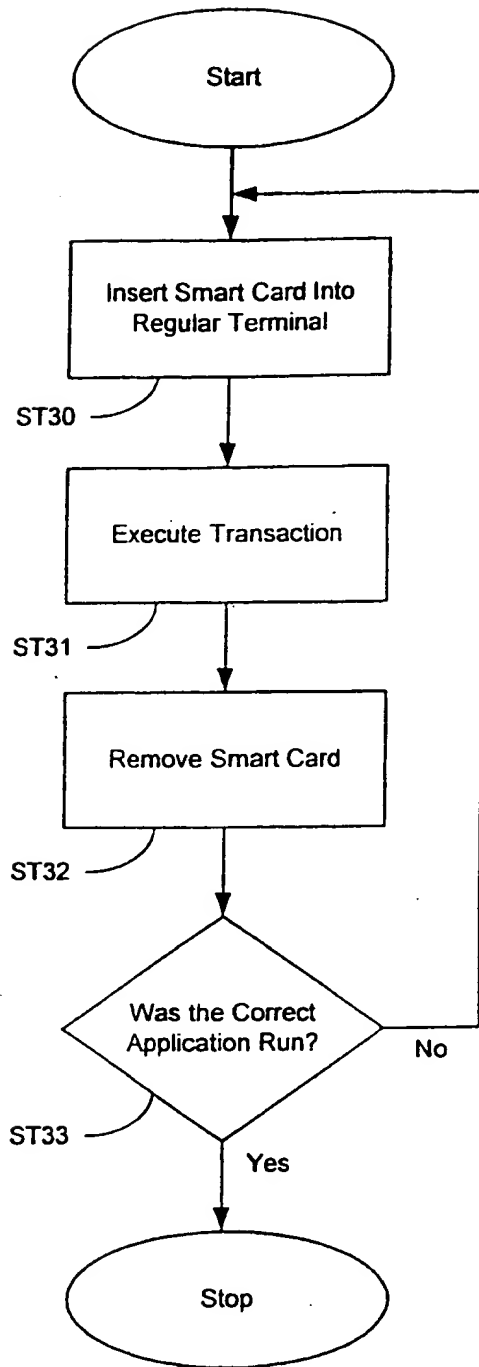 Start
Insert Smart Card Into
Regular Terminal
ST30
Execute Transaction
ST31
Remove Smart Card
ST32
Was the Correct
Application Run?
No
ST33
Yes
Stop